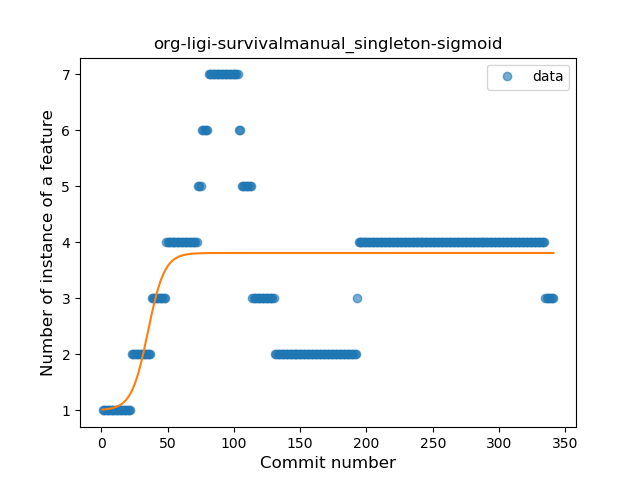 org-ligi-survivalmanual_singleton-sigmoid
data
Number of instance of a feature
7
6
5
4
3
2
1
0 50 100 150 200 250 300 350
Commit number